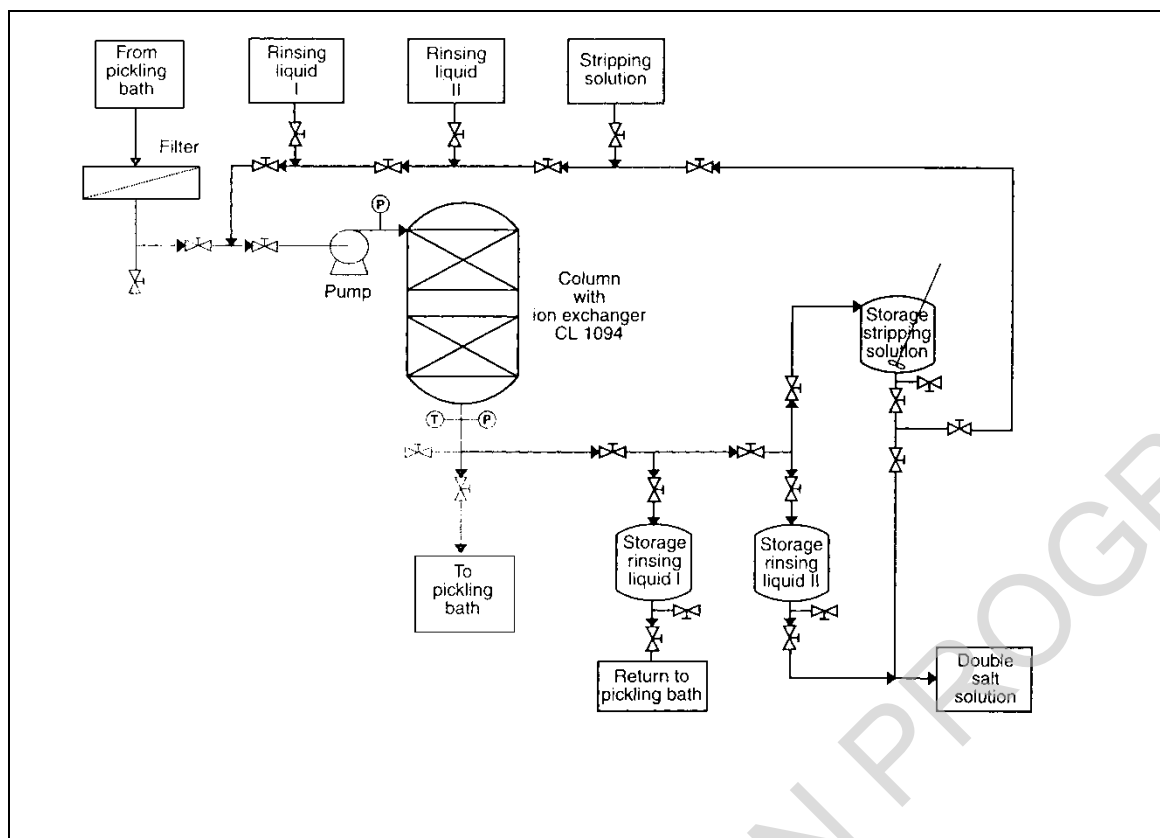 From
pickling
bath
Rinsing
liquid
I
Rinsing
liquid
II
Stripping
solution
Filter
P
Pump
Column
with
ion exchanger
CL 1094
Storage
stripping
solution
T
P
Storage
rinsing
liquid I
Storage
rinsing
liquid II
To
pickling
bath
Return to
pickling bath
Double
salt
solution
N PROGR